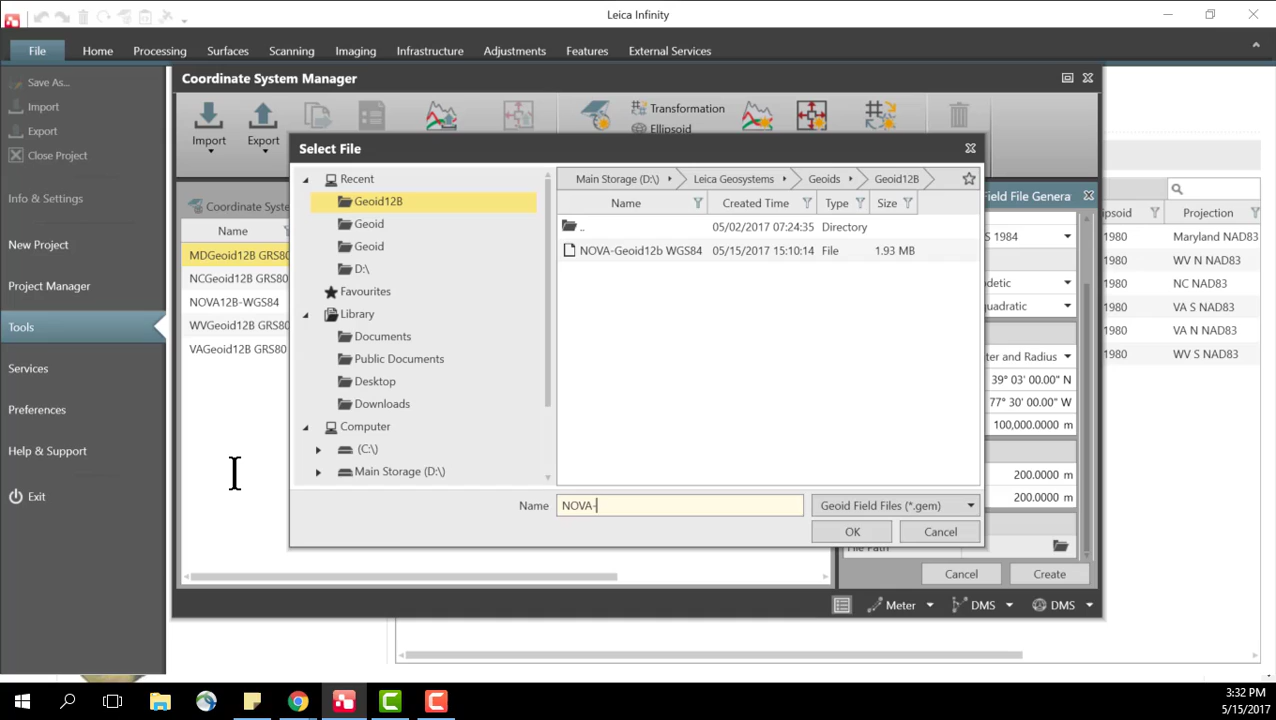 Leica Infinity
File Home Processing Surfaces Scanning Imaging Infrastructure Adjustments Features External Services
Save As...
Import
Export
Close Project
Info & Settings
New Project
Project Manager
Tools
Services
Preferences
Help & Support
Exit
Coordinate System Manager
Import Export Transformation
Ellipsoid
Select File
Recent
Geoid12B
Geoid
Geoid
D:\
Favourites
Library
Documents
Public Documents
Desktop
Downloads
Computer
(C:\)
Main Storage (D:\)
Main Storage (D:\) Leica Geosystems Geoids Geoid12B
Name Created Time Type Size
.. 05/02/2017 07:24:35 Directory
NOVA-Geoid12b WGS84 05/15/2017 15:10:14 File 1.93 MB
Name NOVA- Geoid Field Files (*.gem)
OK Cancel
Coordinate Syste
Name
MDGeoid12B GRS80
NCGeoid12B GRS80
NOVA12B-WGS84
WVGeoid12B GRS80
VAGeoid12B GRS80
ield File Genera
S 1984
detic
quadratic
ter and Radius
39° 03' 00.00" N
77° 30' 00.00" W
100,000.0000 m
200.0000 m
200.0000 m
File Path
Cancel Create
Meter DMS DMS
ipsoid Projection
1980 Maryland NAD83
1980 WV N NAD83
1980 NC NAD83
1980 VA S NAD83
1980 VA N NAD83
1980 WV S NAD83
3:32 PM
5/15/2017